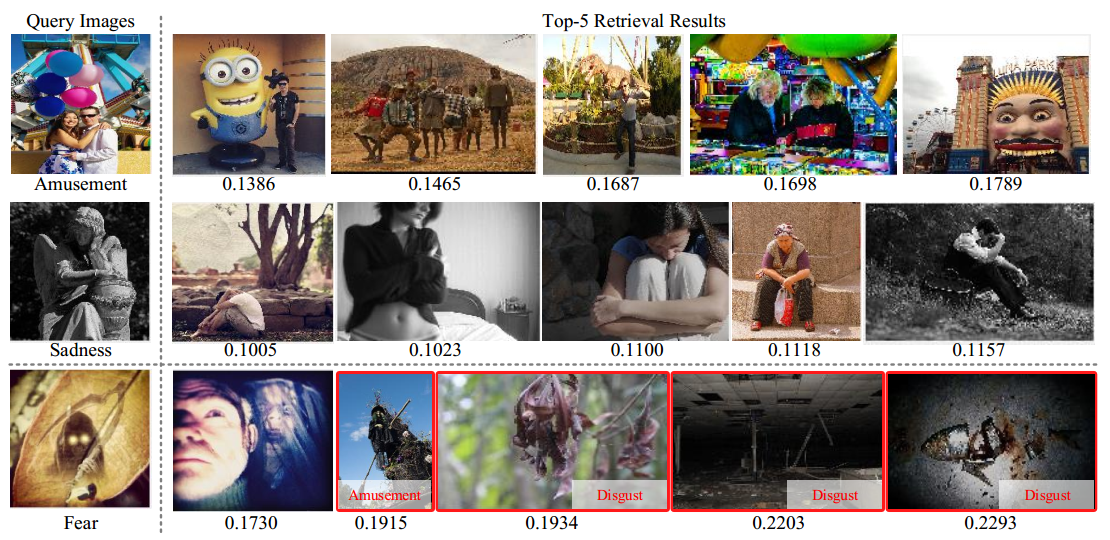 Query Images
Top-5 Retrieval Results
LUNA PARK
Amusement
0.1386
0.1465
0.1687
0.1698
0.1789
Sadness
0.1005
0.1023
0.1100
0.1118
0.1157
Amusement
Disgust
Disgust
Disgust
Fear
0.1730
0.1915
0.1934
0.2203
0.2293